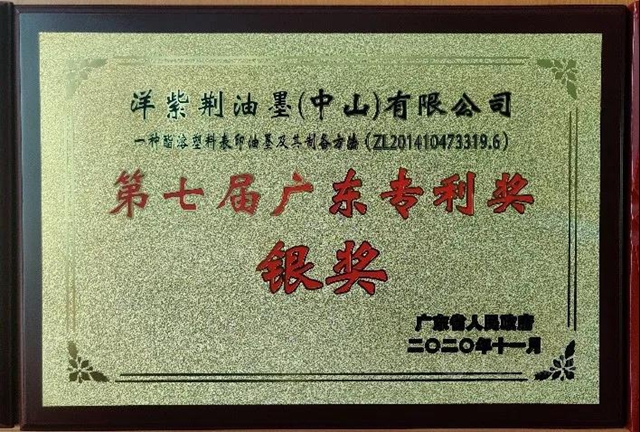 洋紫荆油墨(中山)有限公司
一种酯溶塑料表印油墨及其制备方法（ZL201410473319.6）
第七届广东专利奖
银奖
广东省人民政府
二〇二〇年十一月